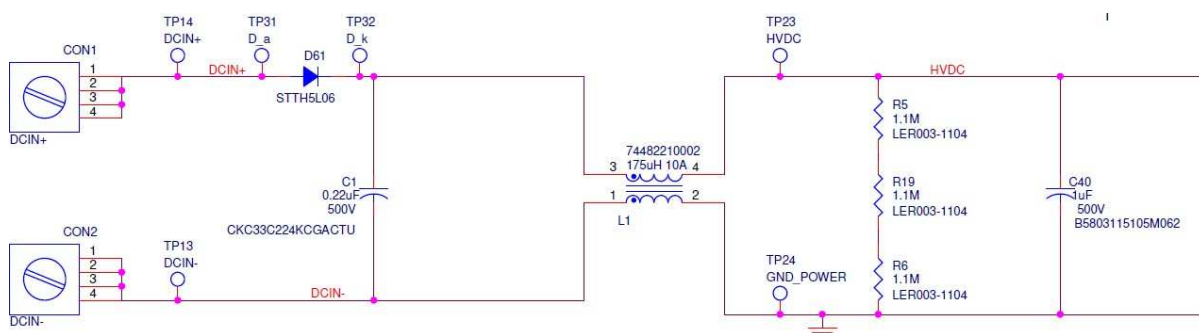 TP14
DCIN+
TP31
D_a
TP32
D_k
TP23
HVDC
CON1
D61
1
2
3
4
DCIN+
HVDC
STTH5L06
DCIN+
R5
1.1M
LER003-1104
74482210002
175uH 10A
3
4
C1
0.22uF
500V
CKC33C224KCGACTU
1
2
L1
R19
1.1M
LER003-1104
C40
1uF
500V
B5803115105M062
CON2
1
2
3
4
TP13
DCIN-
DCIN-
TP24
GND_POWER
R6
1.1M
LER003-1104
DCIN-